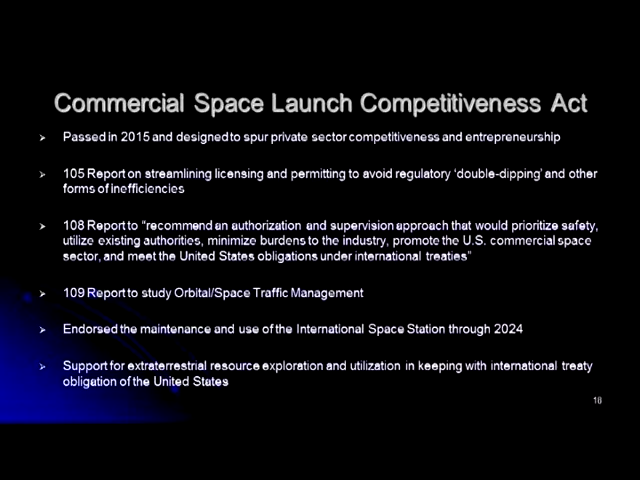 Commercial Space Launch Competitiveness Act
Passed in 2015 and designed to spur private sector competitiveness and entrepreneurship
105 Report on streamlining licensing and permitting to avoid regulatory ‘double-dipping’ and other
forms of inefficiencies
108 Report to “recommend an authorization and supervision approach that would prioritize safety,
utilize existing authorities, minimize burdens to the industry, promote the U.S. commercial space
sector, and meet the United States obligations under international treaties”
109 Report to study Orbital/Space Traffic Management
Endorsed the maintenance and use of the International Space Station through 2024
Support for extraterrestrial resource exploration and utilization in keeping with international treaty
obligation of the United States
18